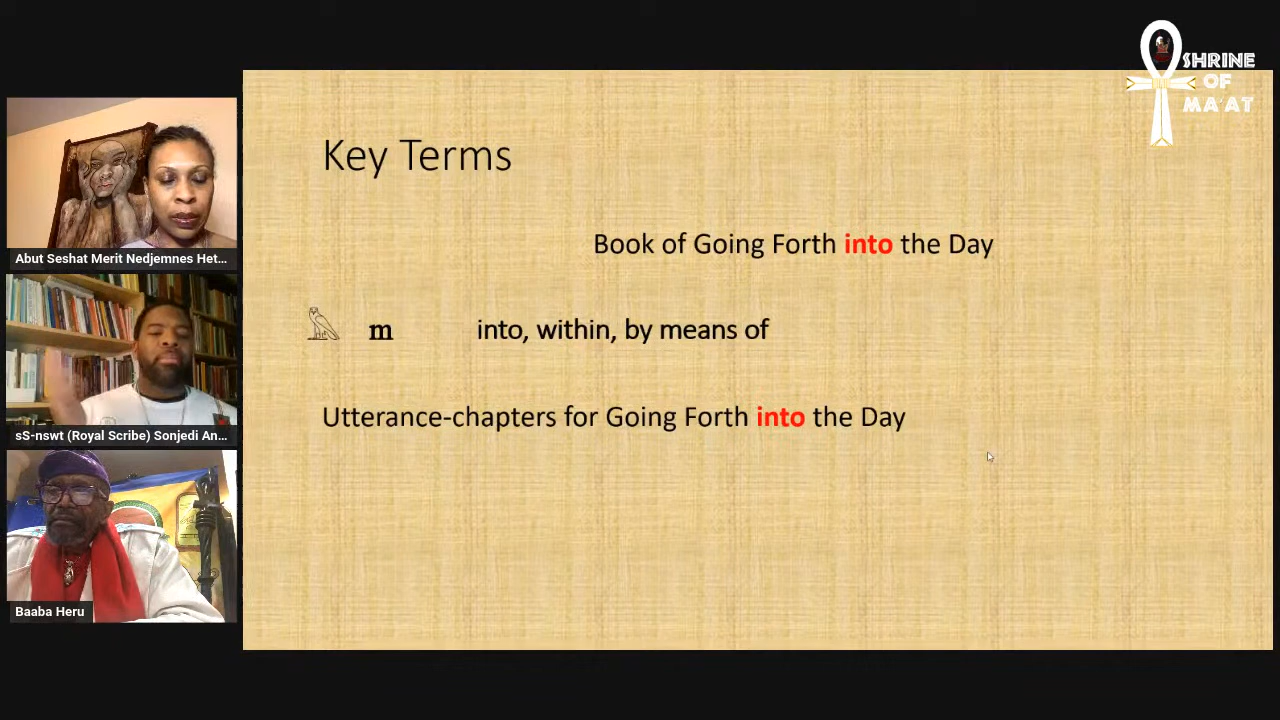 SHRINE
OF
MA'AT
Key Terms
Book of Going Forth into the Day
𓅓 m into, within, by means of
Utterance-chapters for Going Forth into the Day
Abut Seshat Merit Nedjemnes Het...
sS-nswt (Royal Scribe) Sonjedi An...
Baaba Heru